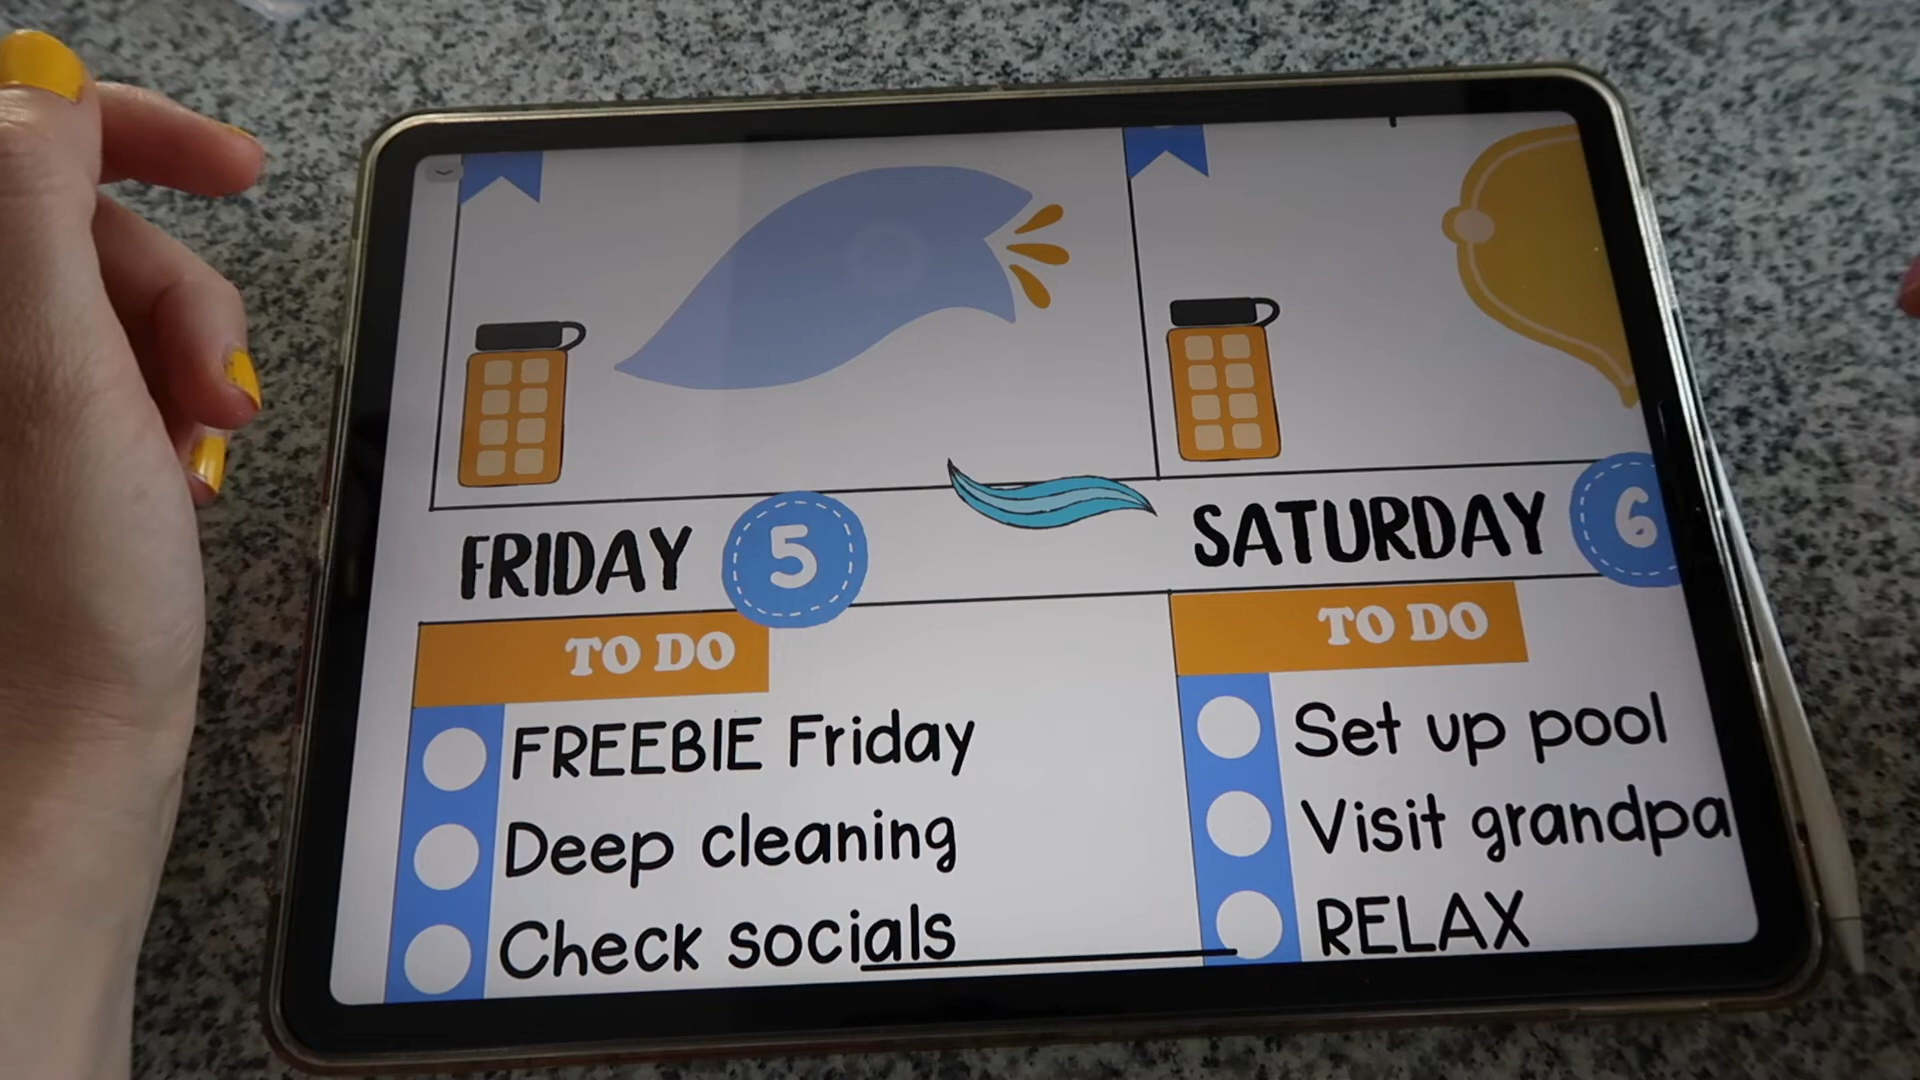 FRIDAY 5
TO DO
FREEBIE Friday
Deep cleaning
Check socials
SATURDAY 6
TO DO
Set up pool
Visit grandpa
RELAX